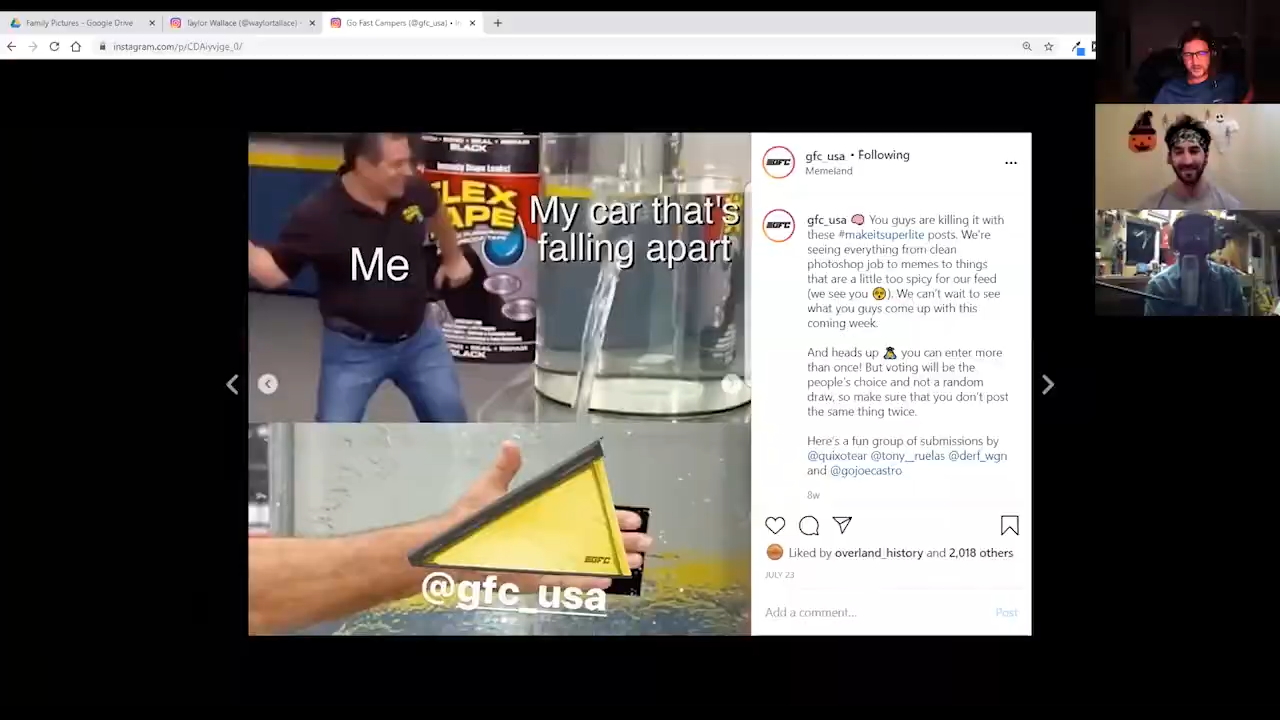 Family Pictures - Google Drive
Taylor Wallace (@waylortallace) -
Go Fast Campers (@gfc_usa) •
instagram.com/p/CDAiyvjge_0/
BLACK
FLEX
TAPE
My car that's
falling apart
Me
BLACK
GFC
@gfc_usa
gfc_usa • Following
Memeland
gfc_usa 🧠 You guys are killing it with
these #makeitsuperlite posts. We're
seeing everything from clean
photoshop job to memes to things
that are a little too spicy for our feed
(we see you 😳). We can't wait to see
what you guys come up with this
coming week.
And heads up 💁 you can enter more
than once! But voting will be the
people's choice and not a random
draw, so make sure that you don't post
the same thing twice.
Here's a fun group of submissions by
@quixotear @tony__ruelas @derf_wgn
and @gojoecastro
8w
Liked by overland_history and 2,018 others
JULY 23
Add a comment...
Post